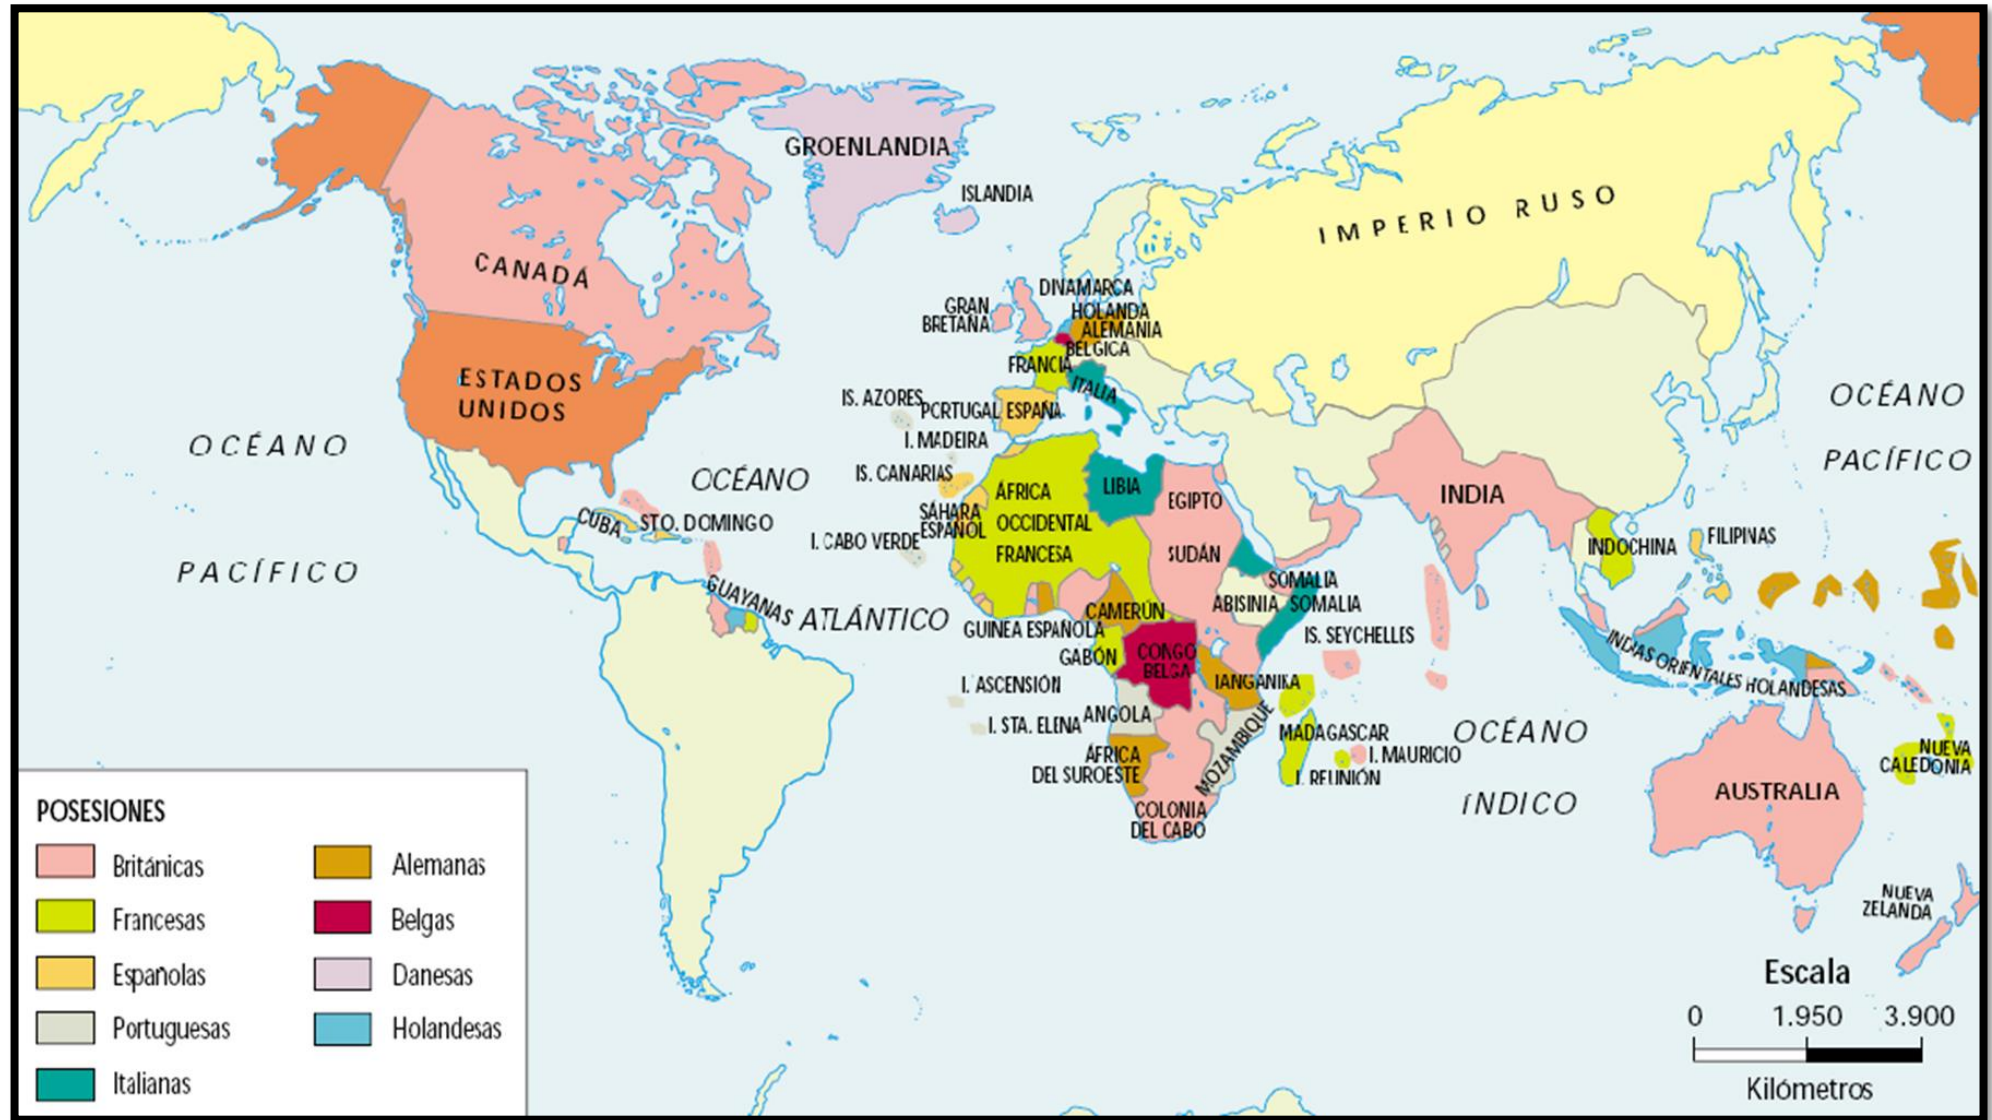 GROENLANDIA
ISLANDIA
IMPERIO RUSO
CANADÁ
DINAMARCA
GRAN
BRETAÑA
HOLANDA
ALEMANIA
BELGICA
FRANCIA
ITALIA
ESTADOS
UNIDOS
IS. AZORES
PORTUGAL
ESPAÑA
I. MADEIRA
OCÉANO
PACÍFICO
OCÉANO
ATLÁNTICO
OCÉANO
PACÍFICO
IS. CANARIAS
ÁFRICA
OCCIDENTAL
FRANCESA
LIBIA
EGIPTO
INDIA
SÁHARA
ESPAÑOL
CUBA
STO. DOMINGO
I. CABO VERDE
SUDÁN
INDOCHINA
FILIPINAS
GUAYANAS
SOMALIA
ABISINIA
SOMALIA
CAMERÚN
GUINEA ESPAÑOLA
IS. SEYCHELLES
GABÓN
CONGO
BELGA
INDIAS ORIENTALES HOLANDESAS
I. ASCENSIÓN
TANGANIKA
I. STA. ELENA
ANGOLA
MOZAMBIQUE
MADAGASCAR
I. MAURICIO
I. REUNIÓN
OCÉANO
ÍNDICO
ÁFRICA
DEL SUROESTE
COLONIA
DEL CABO
NUEVA
CALEDONIA
AUSTRALIA
NUEVA
ZELANDA
POSESIONES
Británicas
Francesas
Españolas
Portuguesas
Italianas
Alemanas
Belgas
Danesas
Holandesas
Escala
0 1.950 3.900
Kilómetros